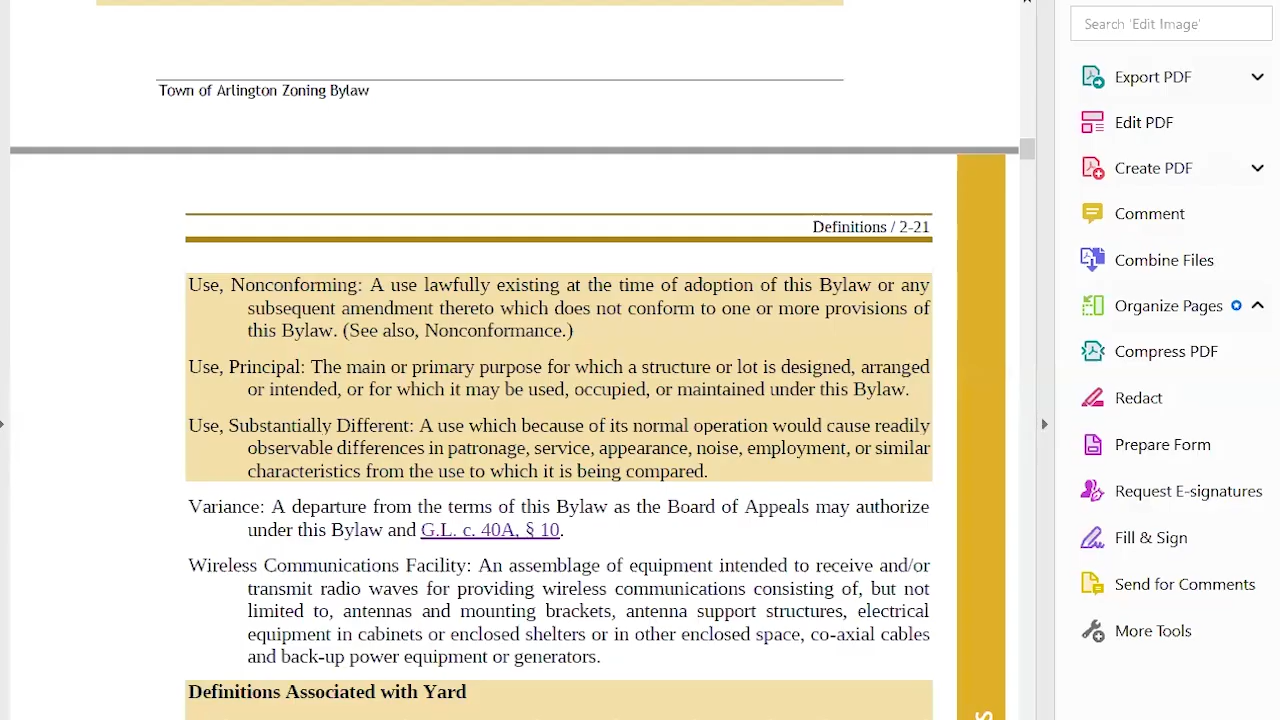 Town of Arlington Zoning Bylaw
Definitions / 2-21
Use, Nonconforming: A use lawfully existing at the time of adoption of this Bylaw or any
subsequent amendment thereto which does not conform to one or more provisions of
this Bylaw. (See also, Nonconformance.)
Use, Principal: The main or primary purpose for which a structure or lot is designed, arranged
or intended, or for which it may be used, occupied, or maintained under this Bylaw.
Use, Substantially Different: A use which because of its normal operation would cause readily
observable differences in patronage, service, appearance, noise, employment, or similar
characteristics from the use to which it is being compared.
Variance: A departure from the terms of this Bylaw as the Board of Appeals may authorize
under this Bylaw and G.L. c. 40A, § 10.
Wireless Communications Facility: An assemblage of equipment intended to receive and/or
transmit radio waves for providing wireless communications consisting of, but not
limited to, antennas and mounting brackets, antenna support structures, electrical
equipment in cabinets or enclosed shelters or in other enclosed space, co-axial cables
and back-up power equipment or generators.
Definitions Associated with Yard
Search 'Edit Image'
Export PDF
Edit PDF
Create PDF
Comment
Combine Files
Organize Pages
Compress PDF
Redact
Prepare Form
Request E-signatures
Fill & Sign
Send for Comments
More Tools